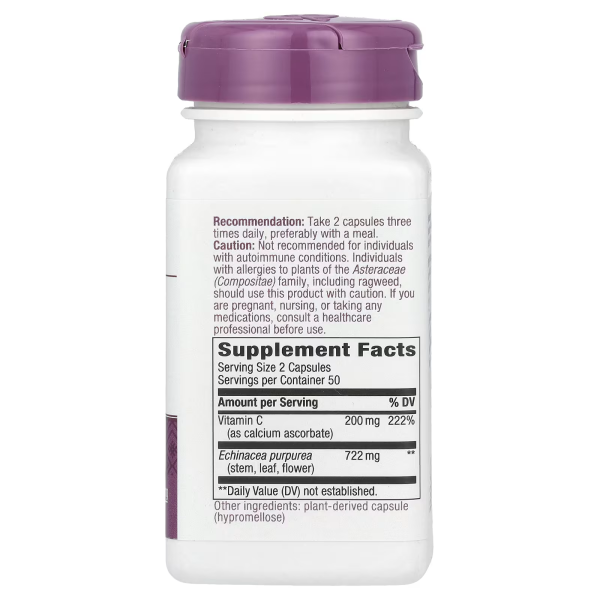 Recommendation: Take 2 capsules three
times daily, preferably with a meal.
Caution: Not recommended for individuals
with autoimmune conditions. Individuals
with allergies to plants of the Asteraceae
(Compositae) family, including ragweed,
should use this product with caution. If you
are pregnant, nursing, or taking any
medications, consult a healthcare
professional before use.
Supplement Facts
Serving Size 2 Capsules
Servings per Container 50
Amount per Serving % DV
Vitamin C 200 mg 222%
(as calcium ascorbate)
Echinacea purpurea 722 mg **
(stem, leaf, flower)
**Daily Value (DV) not established.
Other ingredients: plant-derived capsule
(hypromellose)